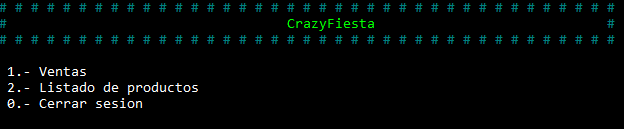 # # # # # # # # # # # # # # # # # # # # # # # # # # # # # # # # # # # # # # #
# CrazyFiesta #
# # # # # # # # # # # # # # # # # # # # # # # # # # # # # # # # # # # # # # #
1.- Ventas
2.- Listado de productos
0.- Cerrar sesion